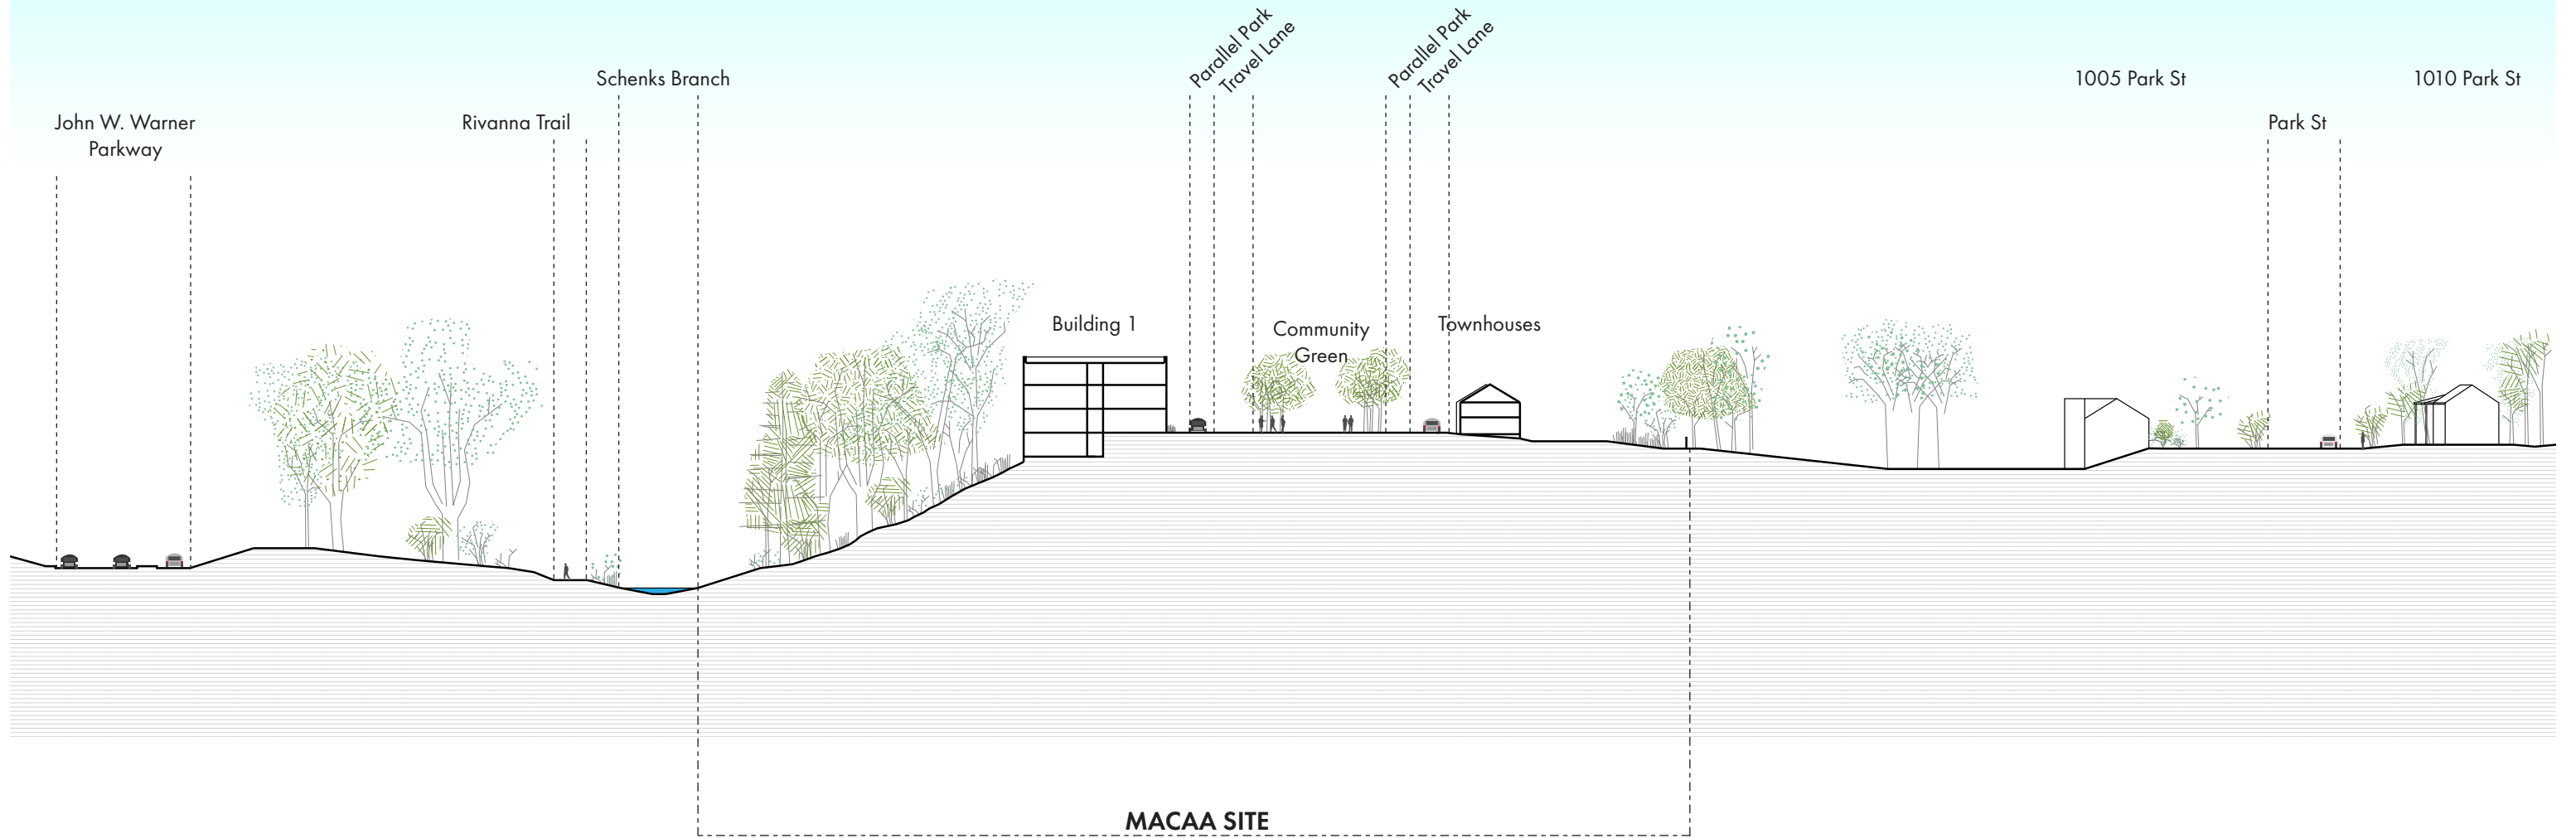 John W. Warner
Parkway
Rivanna Trail
Schenks Branch
Building 1
Parallel Park
Travel Lane
Community
Green
Parallel Park
Travel Lane
Townhouses
1005 Park St
Park St
1010 Park St
MACAA SITE